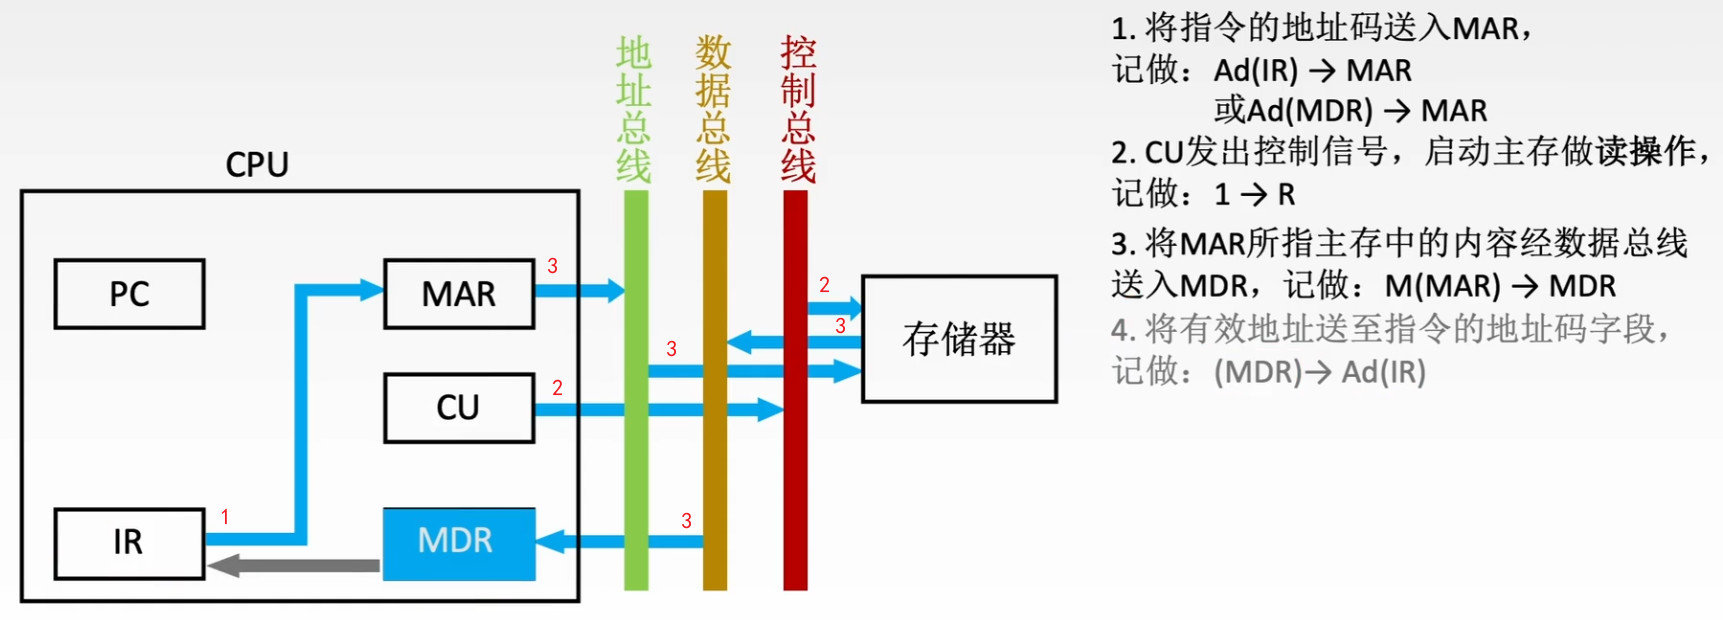 CPU
地址总线
数据总线
控制总线
PC
MAR
CU
IR
MDR
存储器
3
2
1
3
3
2
3
1. 将指令的地址码送入MAR，
记做：Ad(IR) → MAR
或Ad(MDR) → MAR
2. CU发出控制信号，启动主存做读操作，
记做：1 → R
3. 将MAR所指主存中的内容经数据总线
送入MDR，记做：M(MAR) → MDR
4. 将有效地址送至指令的地址码字段，
记做：(MDR)→ Ad(IR)